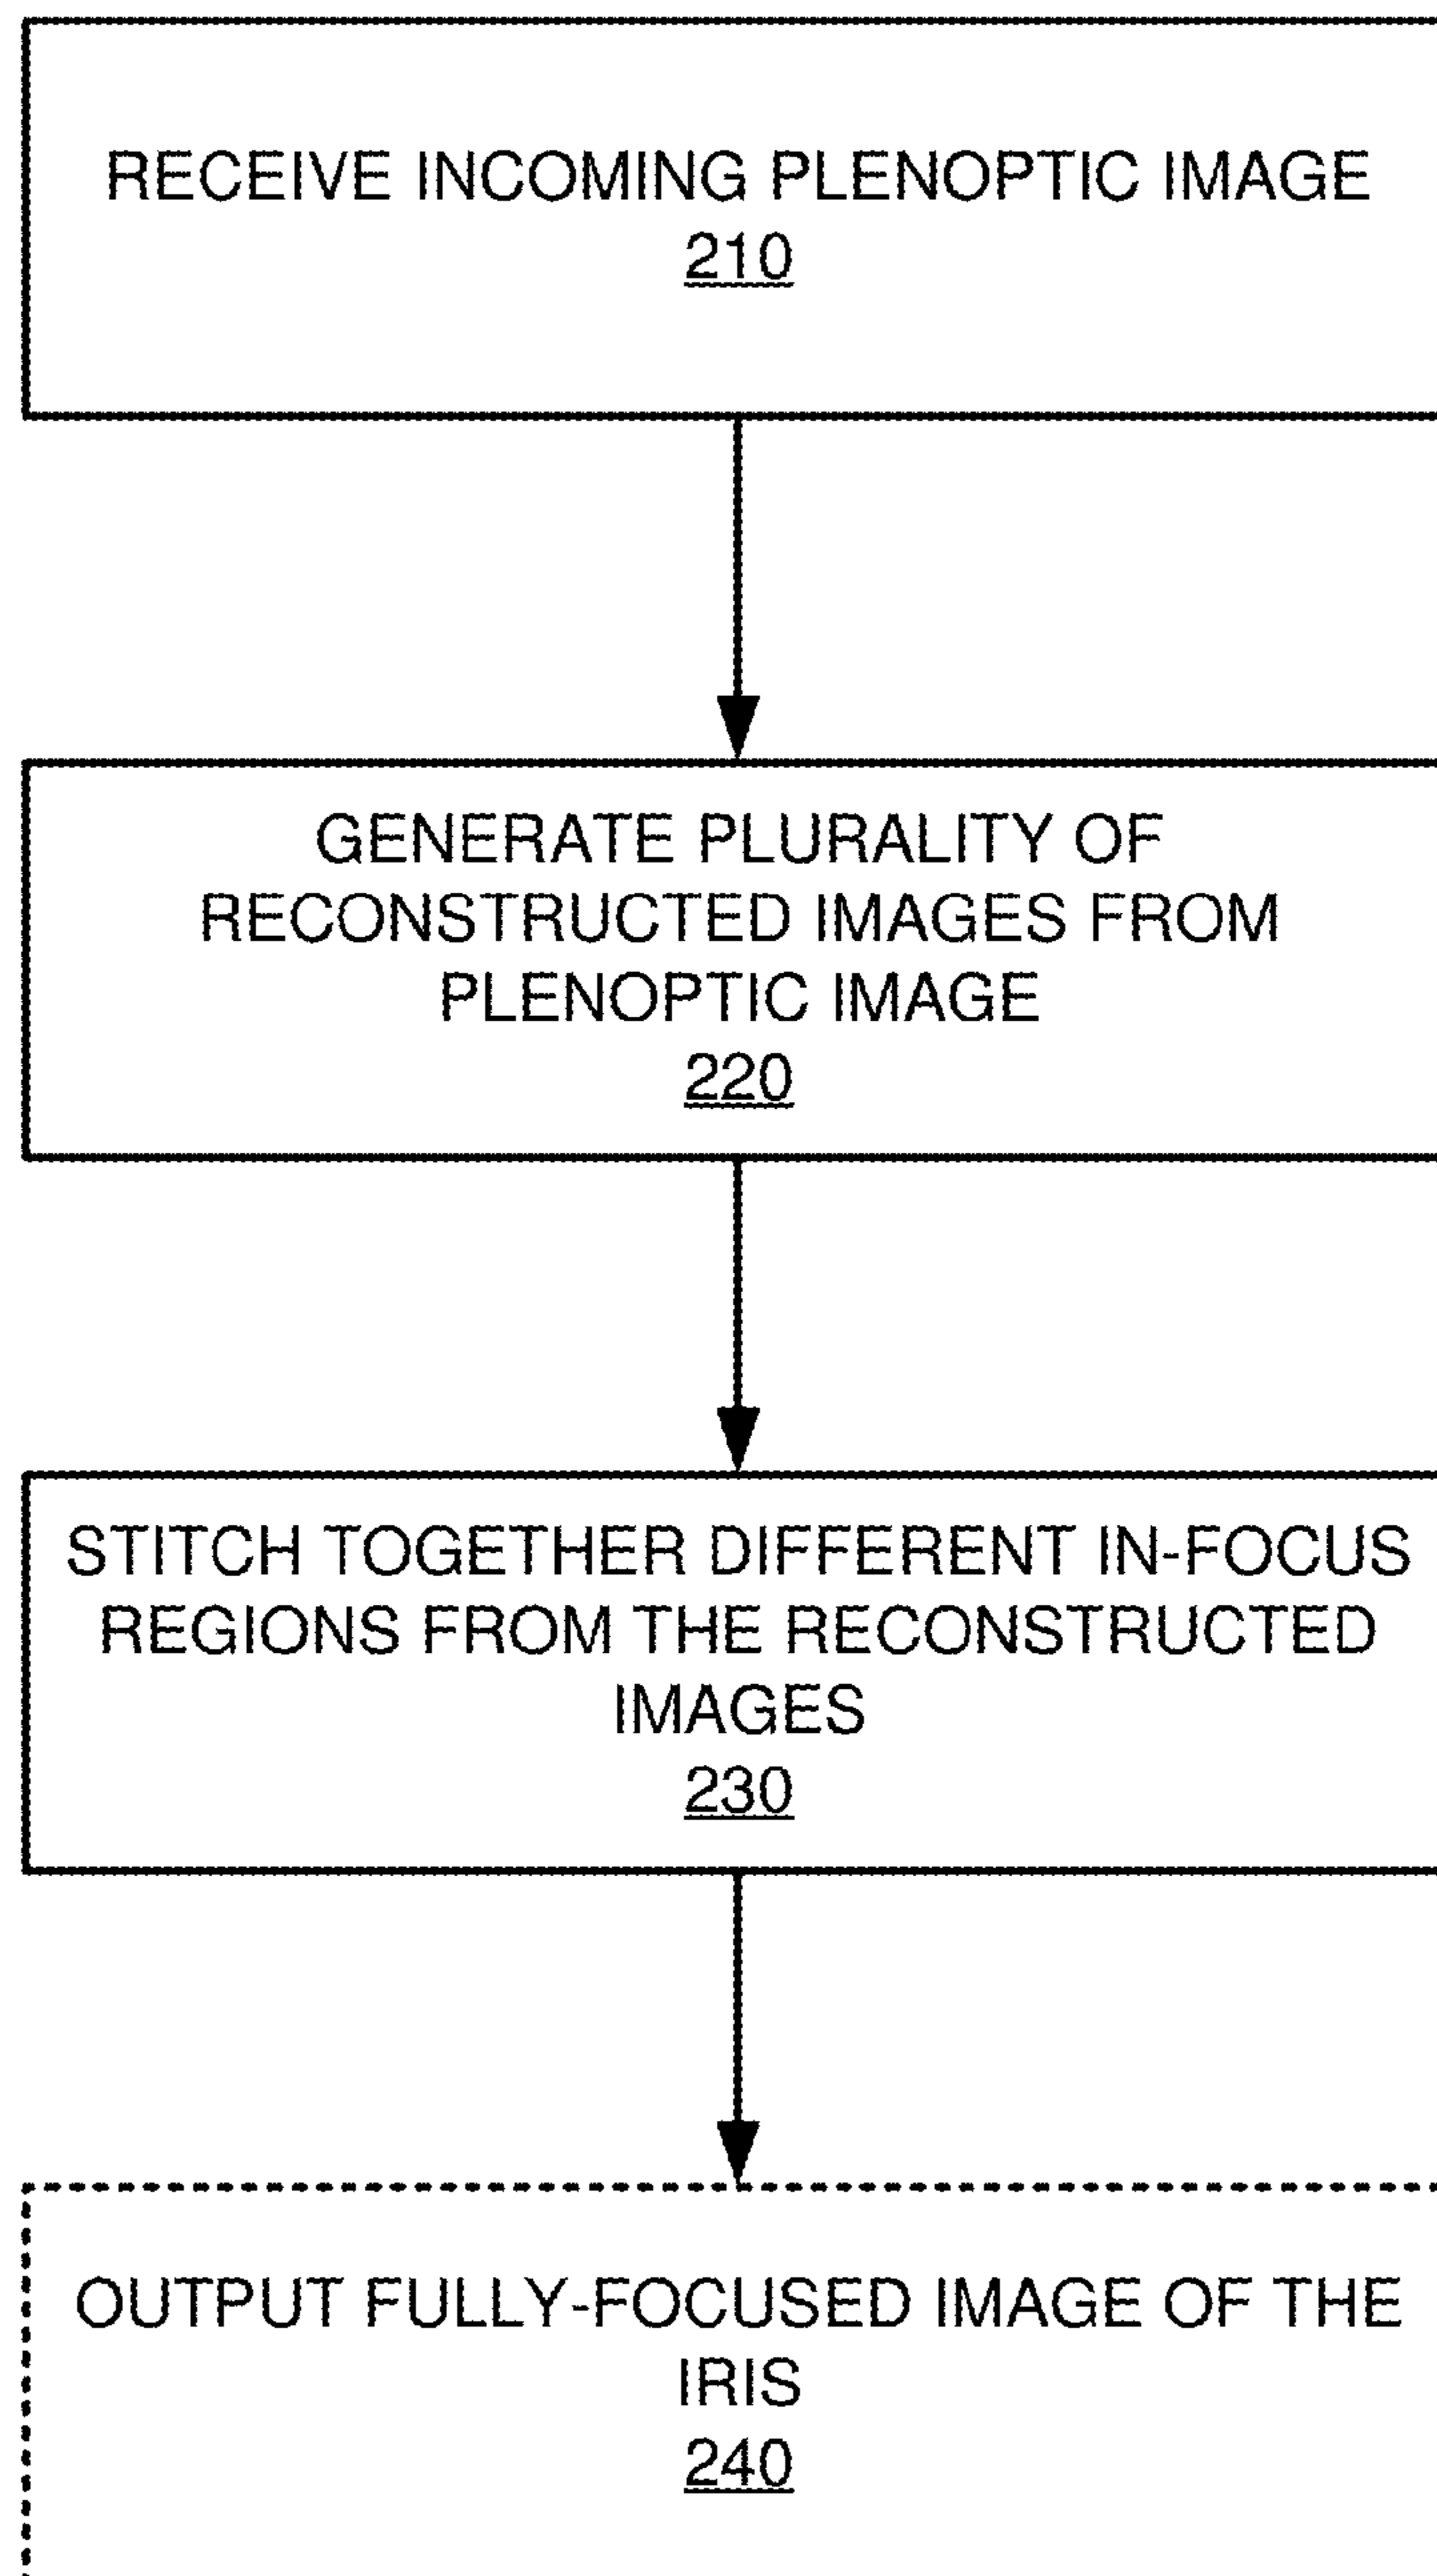 RECEIVE INCOMING PLENOPTIC IMAGE
210
GENERATE PLURALITY OF
RECONSTRUCTED IMAGES FROM
PLENOPTIC IMAGE
220
STITCH TOGETHER DIFFERENT IN-FOCUS
REGIONS FROM THE RECONSTRUCTED
IMAGES
230
OUTPUT FULLY-FOCUSED IMAGE OF THE
IRIS
240